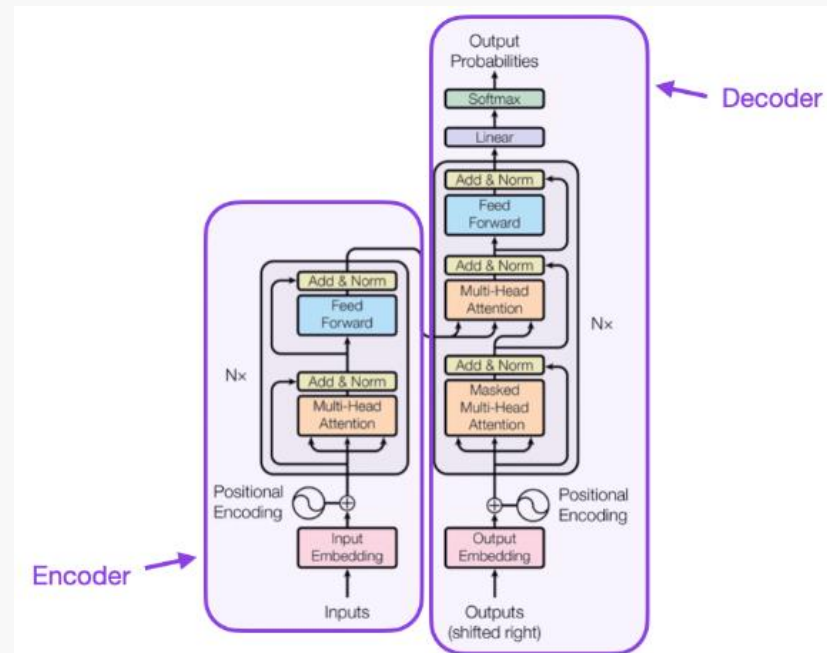 Output
Probabilities
Softmax
Linear
Add & Norm
Feed
Forward
Add & Norm
Multi-Head
Attention
Nx
Add & Norm
Masked
Multi-Head
Attention
Positional
Encoding
Output
Embedding
Outputs
(shifted right)
Decoder
Add & Norm
Feed
Forward
Nx
Add & Norm
Multi-Head
Attention
Positional
Encoding
Input
Embedding
Inputs
Encoder